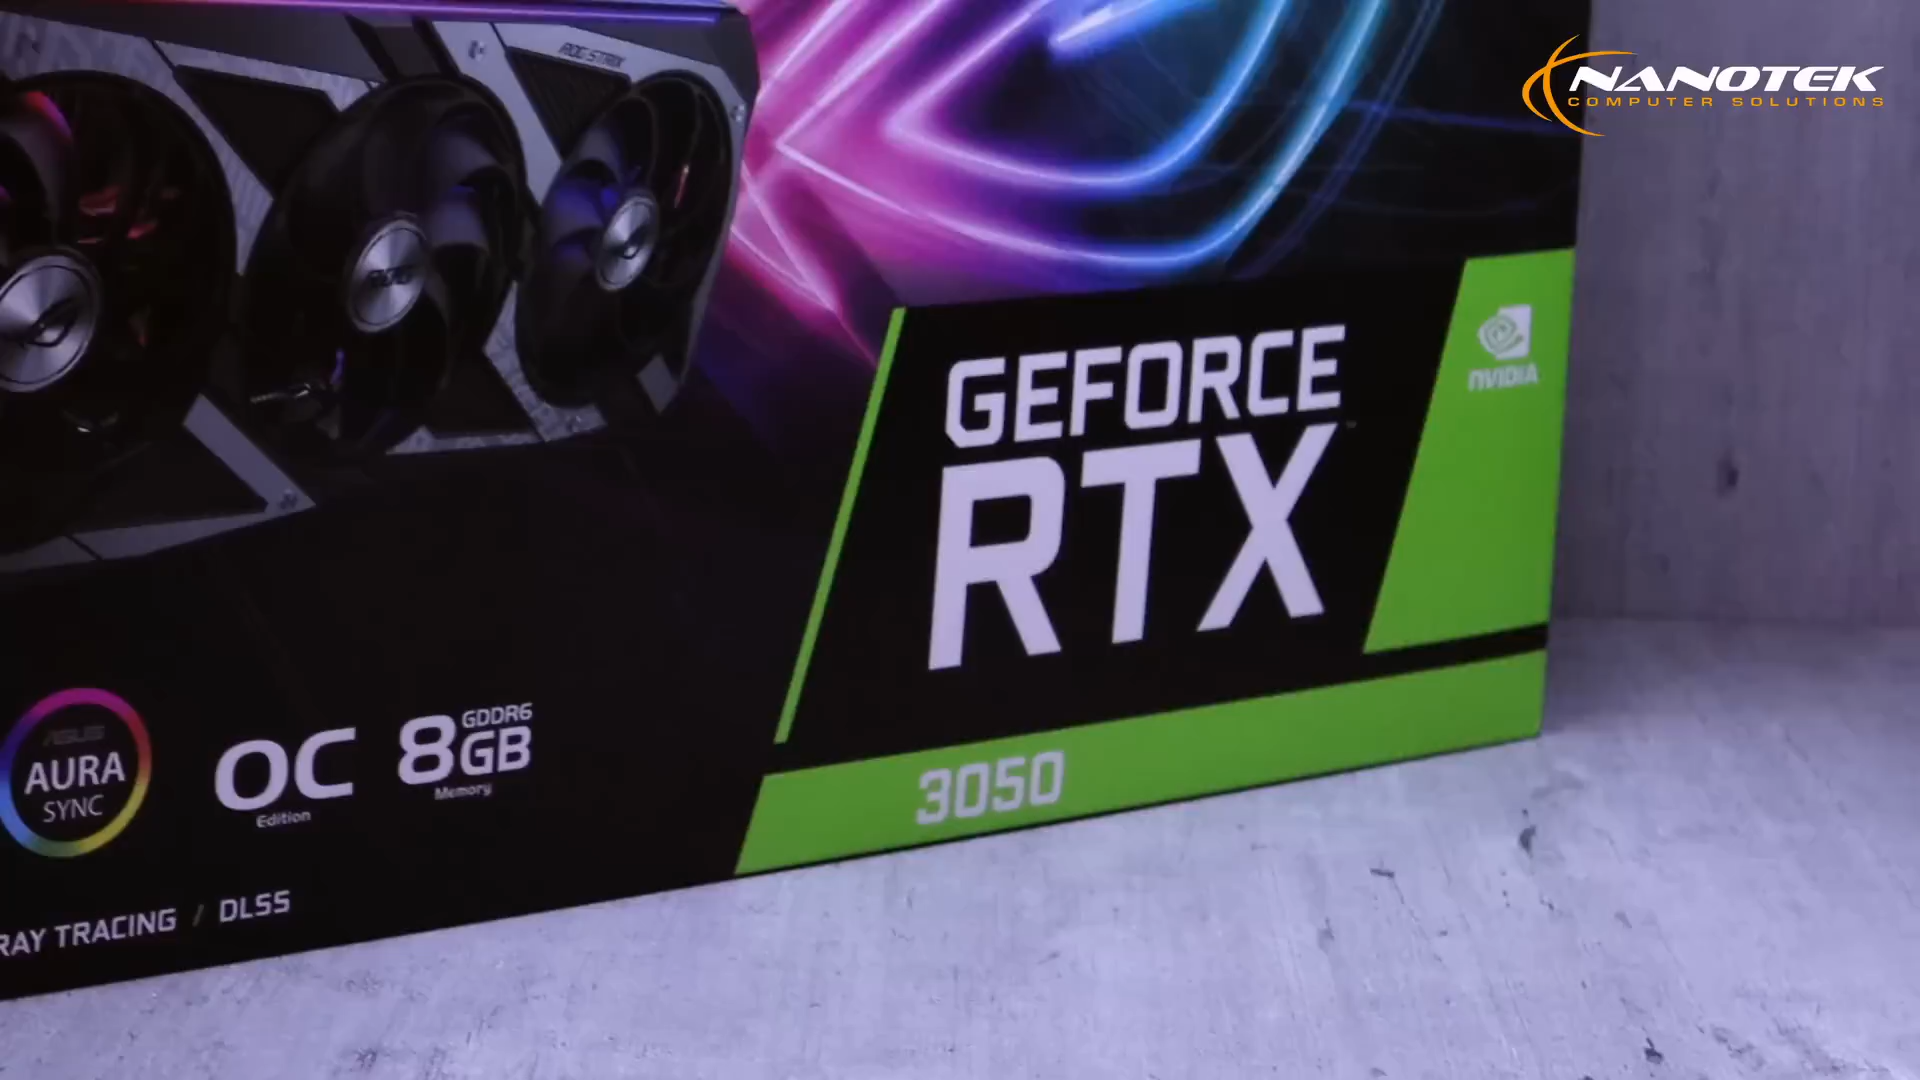 NANOTEK
COMPUTER SOLUTIONS
ROG STRIX
GEFORCE
RTX
NVIDIA
3050
ASUS
AURA
SYNC
OC
Edition
8GB
GDDR6
Memory
RAY TRACING / DLSS